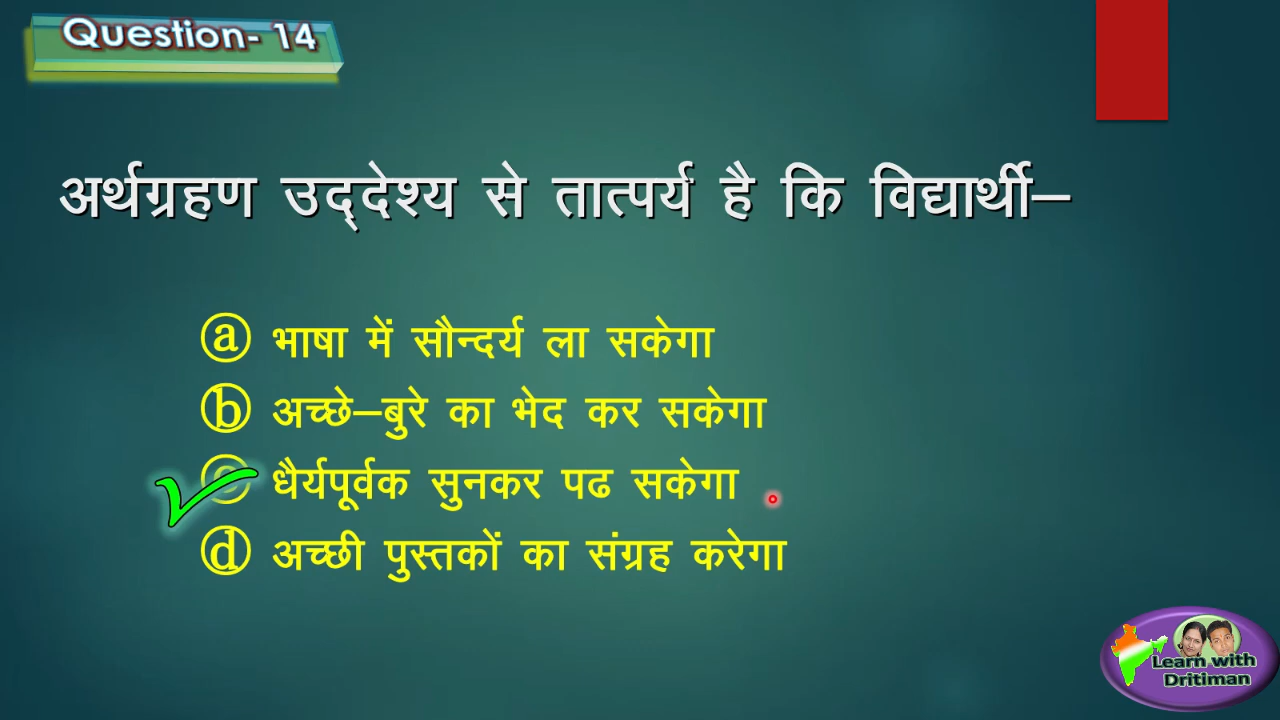 Question- 14
अर्थग्रहण उद्देश्य से तात्पर्य है कि विद्यार्थी–
ⓐ भाषा में सौन्दर्य ला सकेगा
ⓑ अच्छे–बुरे का भेद कर सकेगा
ⓒ धैर्यपूर्वक सुनकर पढ सकेगा
ⓓ अच्छी पुस्तकों का संग्रह करेगा
Learn with
Dritiman